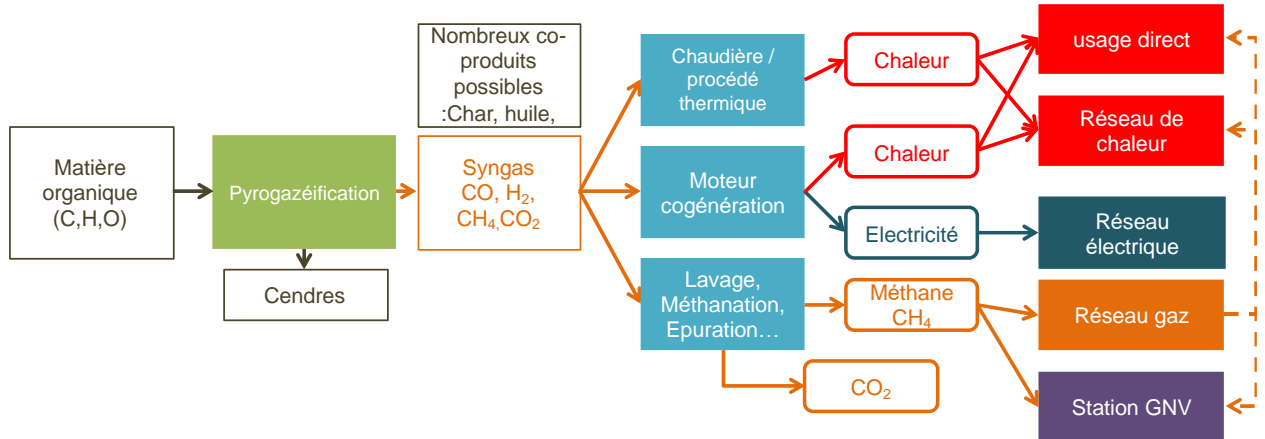 Matière
organique
(C,H,O)
Pyrogazéification
Cendres
Nombreux co-
produits
possibles
:Char, huile,
Syngas
CO, H₂,
CH₄,CO₂
Chaudière /
procédé
thermique
Moteur
cogénération
Lavage,
Méthanation,
Epuration…
Chaleur
Chaleur
Electricité
Méthane
CH₄
CO₂
usage direct
Réseau de
chaleur
Réseau
électrique
Réseau gaz
Station GNV